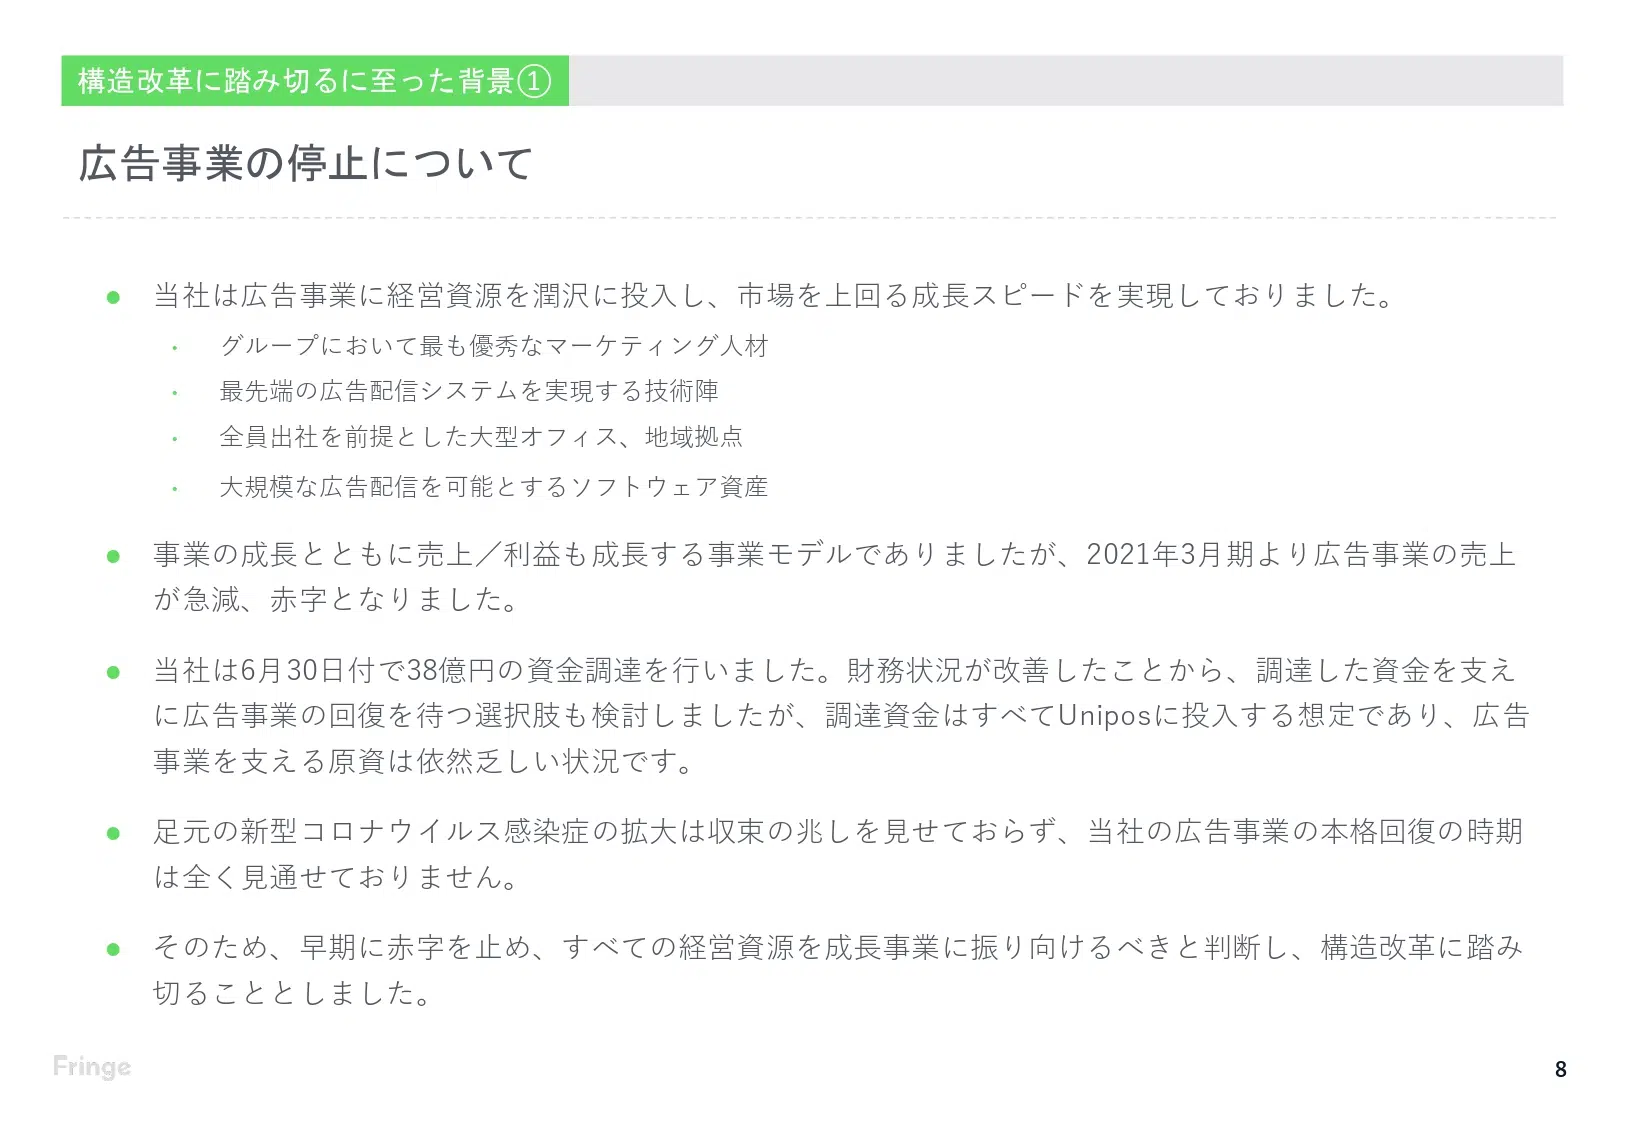 構造改革に踏み切るに至った背景①
広告事業の停止について
● 当社は広告事業に経営資源を潤沢に投入し、市場を上回る成長スピードを実現しておりました。
・ グループにおいて最も優秀なマーケティング人材
・ 最先端の広告配信システムを実現する技術陣
・ 全員出社を前提とした大型オフィス、地域拠点
・ 大規模な広告配信を可能とするソフトウェア資産
● 事業の成長とともに売上／利益も成長する事業モデルでありましたが、2021年3月期より広告事業の売上
が急減、赤字となりました。
● 当社は6月30日付で38億円の資金調達を行いました。財務状況が改善したことから、調達した資金を支え
に広告事業の回復を待つ選択肢も検討しましたが、調達資金はすべてUniposに投入する想定であり、広告
事業を支える原資は依然乏しい状況です。
● 足元の新型コロナウイルス感染症の拡大は収束の兆しを見せておらず、当社の広告事業の本格回復の時期
は全く見通せておりません。
● そのため、早期に赤字を止め、すべての経営資源を成長事業に振り向けるべきと判断し、構造改革に踏み
切ることとしました。
Fringe
8